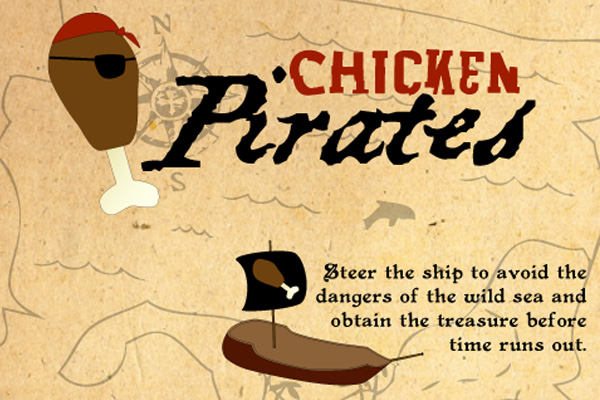 N
CHICKEN
Pirates
S
Steer the ship to avoid the
dangers of the wild sea and
obtain the treasure before
time runs out.